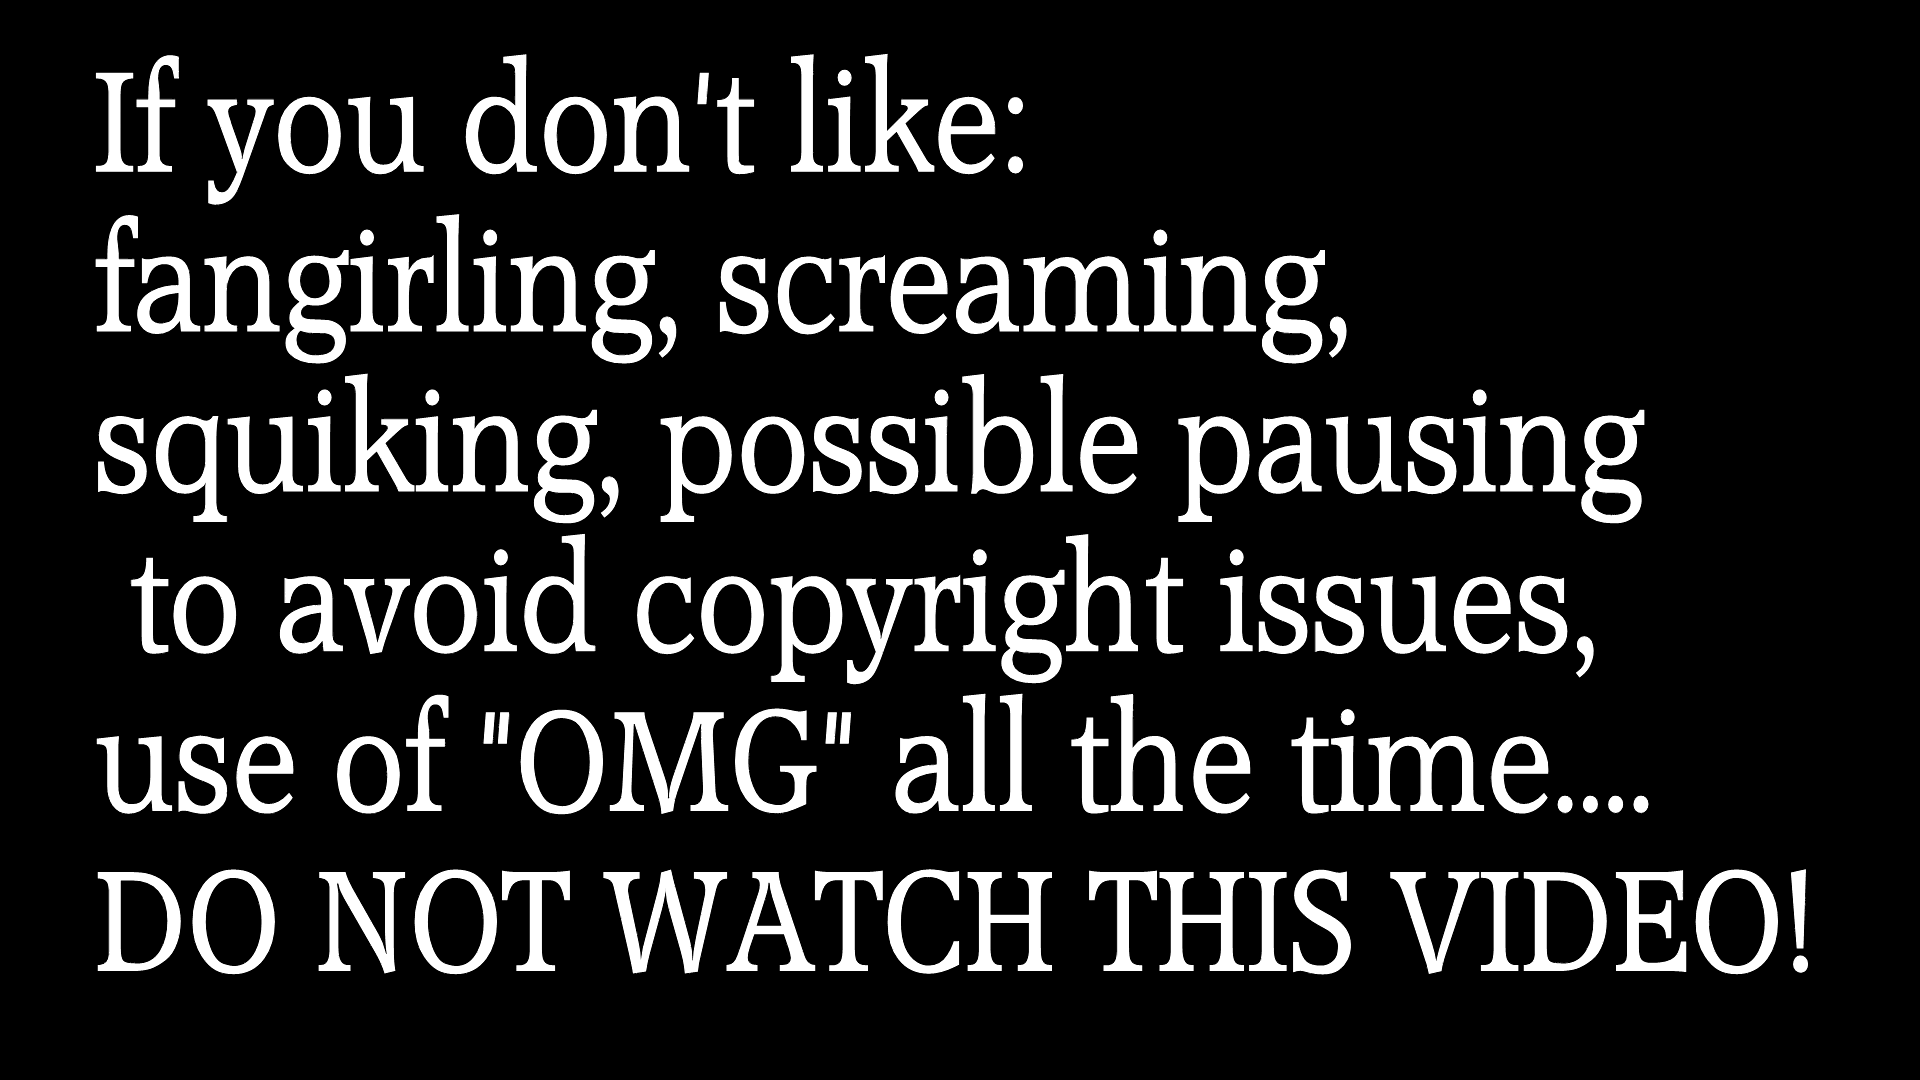 If you don't like:
fangirling, screaming,
squiking, possible pausing
to avoid copyright issues,
use of "OMG" all the time....
DO NOT WATCH THIS VIDEO!